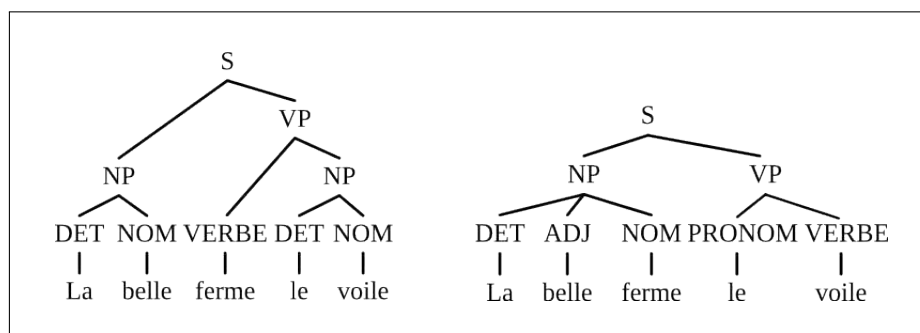 S
VP
NP NP
DET NOM VERBE DET NOM
La belle ferme le voile
S
NP VP
DET ADJ NOM PRONOM VERBE
La belle ferme le voile